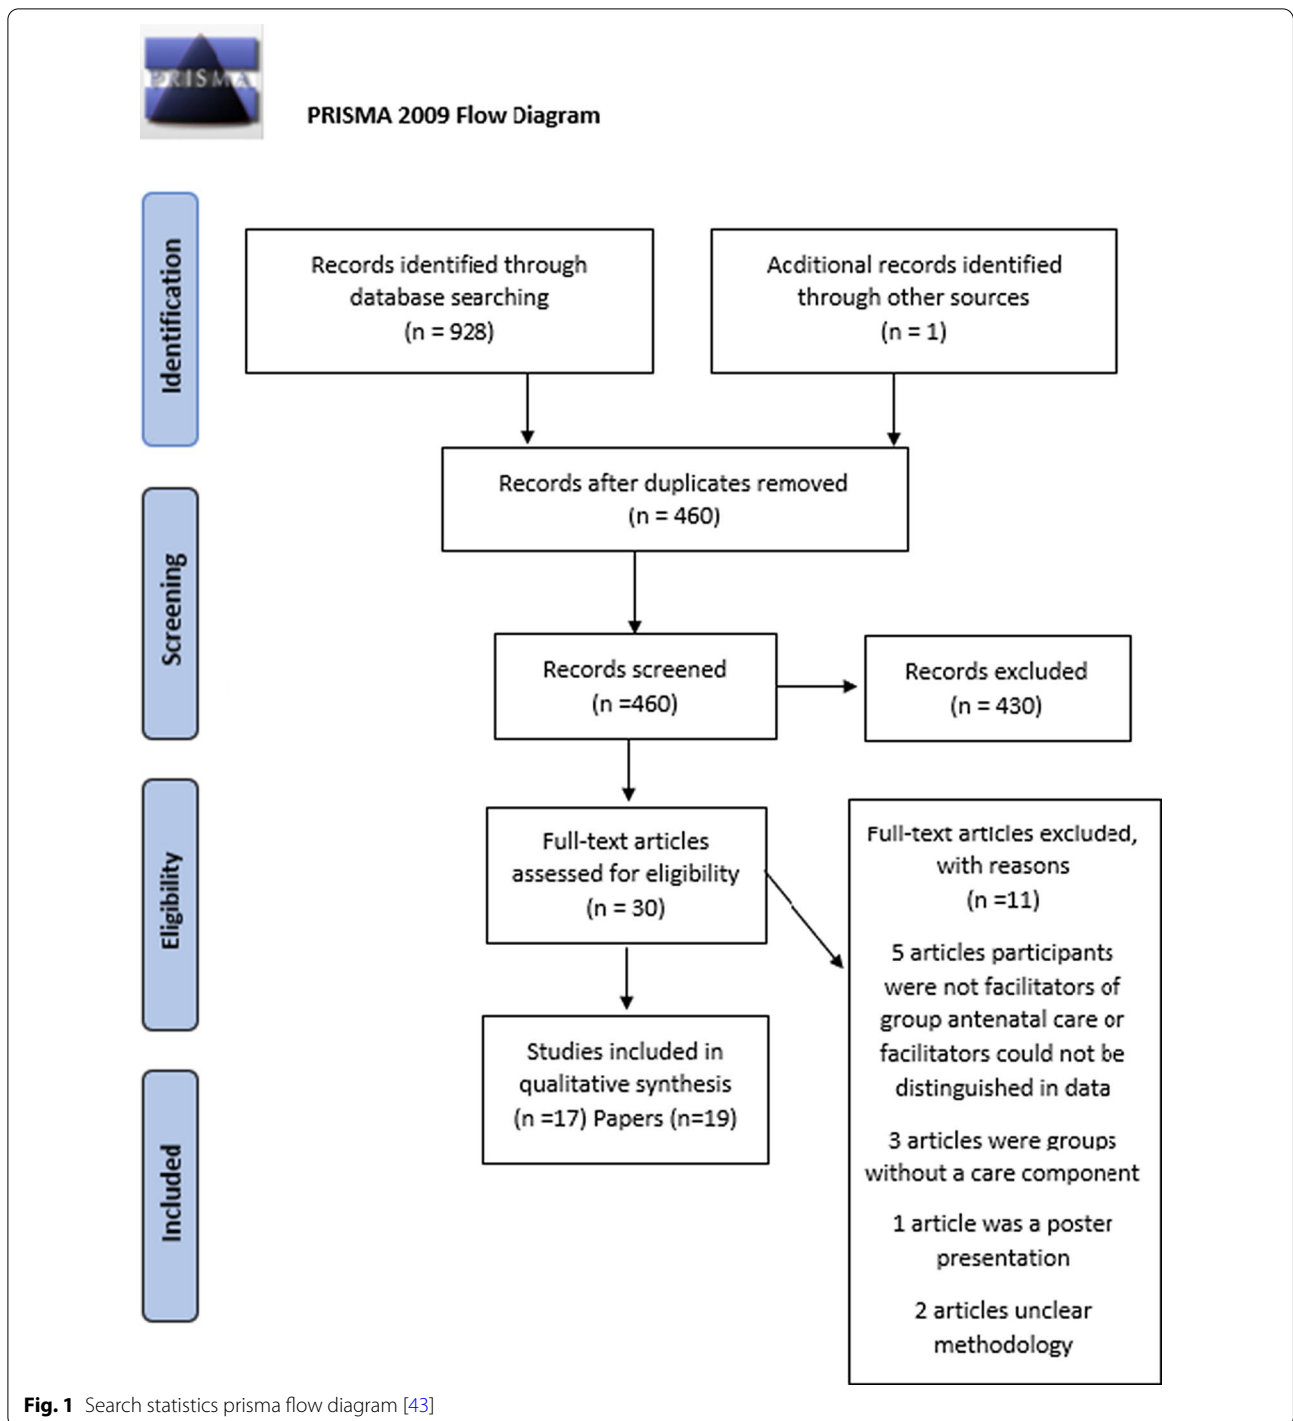 PRISMA
PRISMA 2009 Flow Diagram
Identification
Records identified through
database searching
(n = 928)
Acditional records identified
through other sources
(n = 1)
Records after duplicates removed
(n = 460)
Screening
Records screened
(n =460)
Records excluded
(n = 430)
Eligibility
Full-text articles
assessed for eligibility
(n = 30)
Full-text articles excluded,
with reasons
(n =11)
5 articles participants
were not facilitators of
group antenatal care or
facilitators could not be
distinguished in data
3 articles were groups
without a care component
1 article was a poster
presentation
2 articles unclear
methodology
Included
Studies included in
qualitative synthesis
(n =17) Papers (n=19)
Fig. 1 Search statistics prisma flow diagram [43]